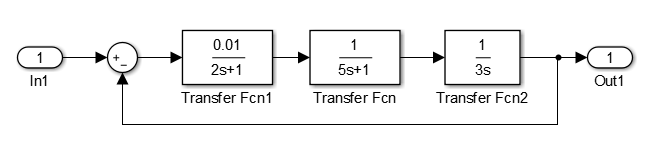 1
In1
+
−
0.01
2s+1
Transfer Fcn1
1
5s+1
Transfer Fcn
1
3s
Transfer Fcn2
1
Out1